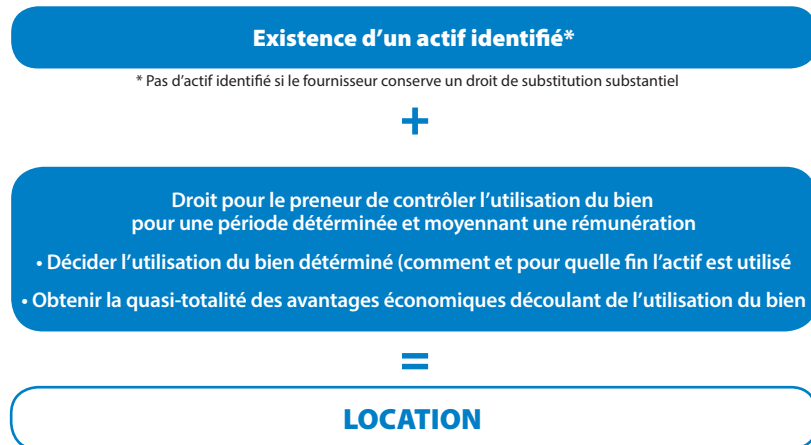 Existence d’un actif identifié*
* Pas d’actif identifié si le fournisseur conserve un droit de substitution substantiel
+
Droit pour le preneur de contrôler l’utilisation du bien
pour une période détérminée et moyennant une rémunération
• Décider l’utilisation du bien détérminé (comment et pour quelle fin l’actif est utilisé
• Obtenir la quasi-totalité des avantages économiques découlant de l’utilisation du bien
=
LOCATION